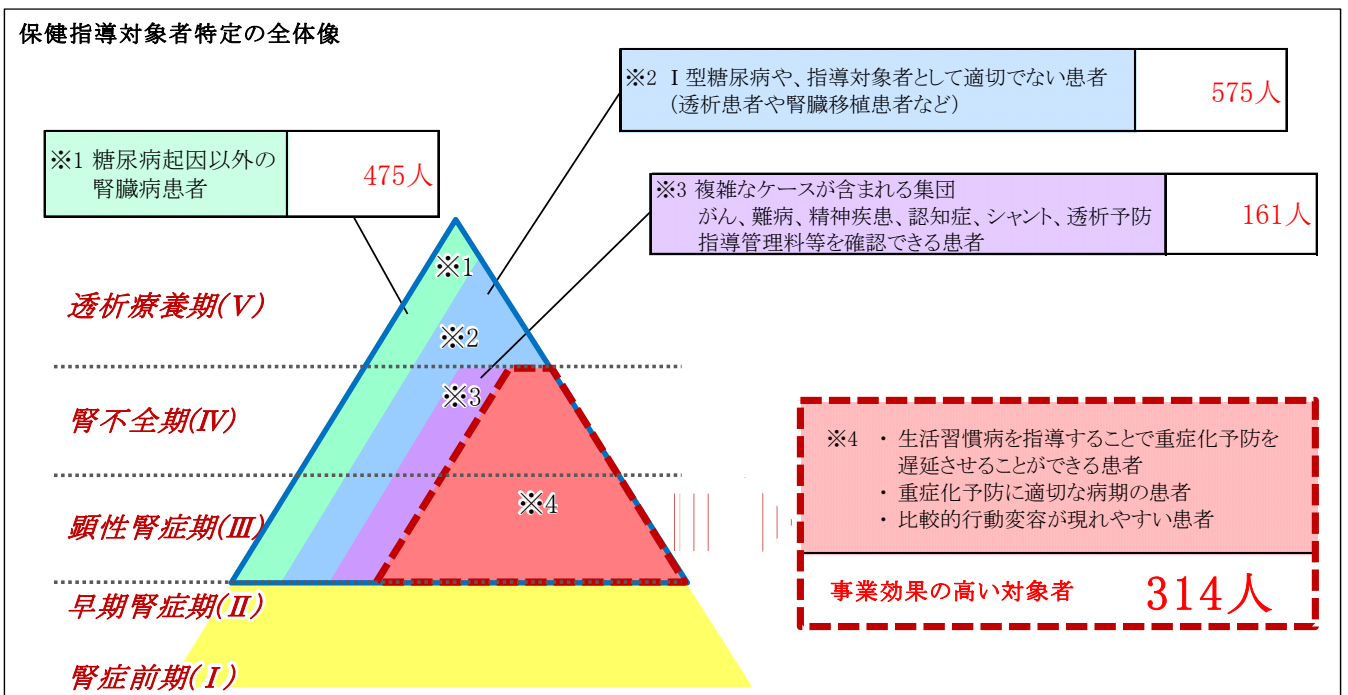 保健指導対象者特定の全体像
※2 Ⅰ型糖尿病や、指導対象者として適切でない患者
(透析患者や腎臓移植患者など)
575人
※1 糖尿病起因以外の
腎臓病患者
475人
※3 複雑なケースが含まれる集団
がん、難病、精神疾患、認知症、シャント、透析予防
指導管理料等を確認できる患者
161人
※1
透析療養期(Ⅴ)
※2
※3
腎不全期(Ⅳ)
※4 ・ 生活習慣病を指導することで重症化予防を
遅延させることができる患者
・ 重症化予防に適切な病期の患者
・ 比較的行動変容が現れやすい患者
※4
顕性腎症期(Ⅲ)
事業効果の高い対象者 314人
早期腎症期(Ⅱ)
腎症前期(Ⅰ)